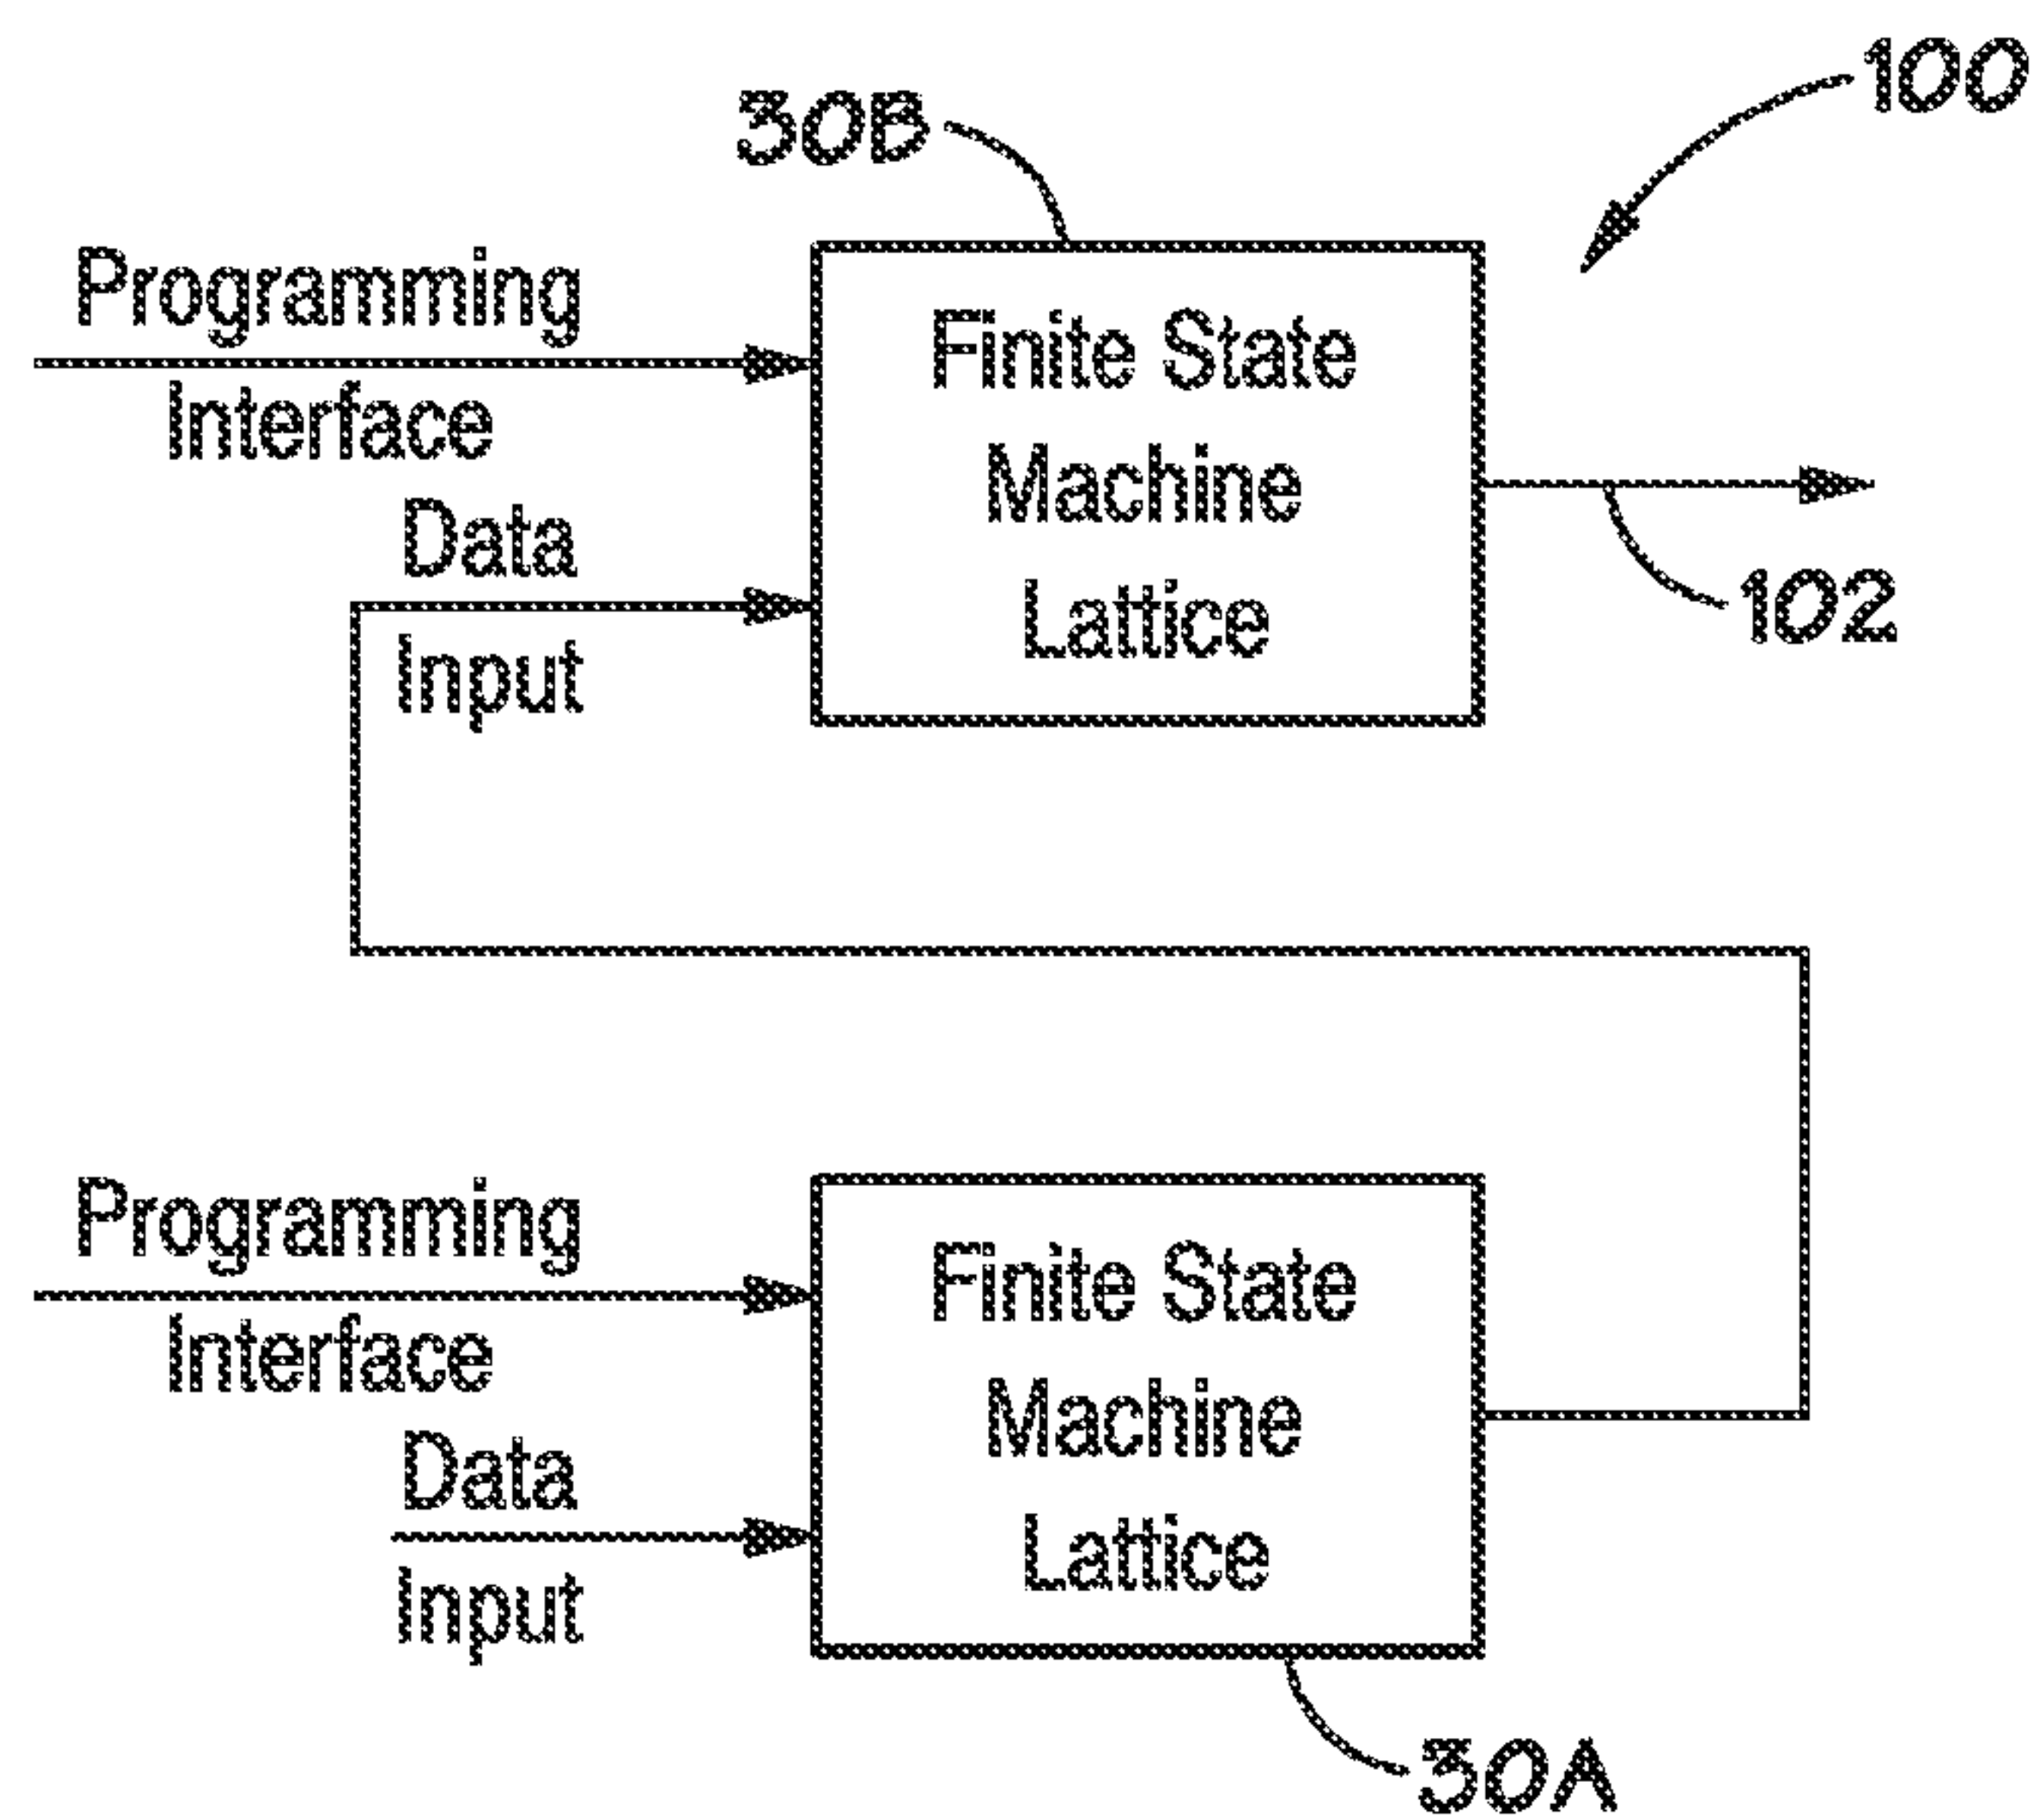 100
30B
Programming
Interface
Data
Input
Finite State
Machine
Lattice
102
Programming
Interface
Data
Input
Finite State
Machine
Lattice
30A